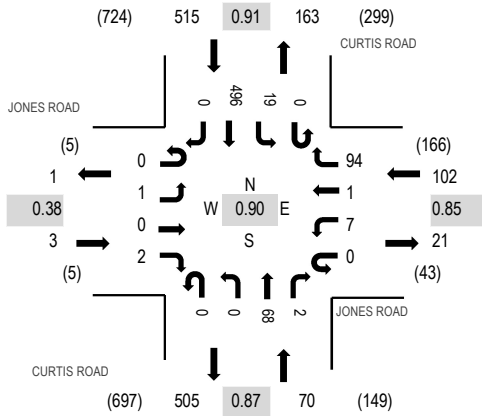 (724) 515 0.91 163 (299)
CURTIS ROAD
0 496 19 0
JONES ROAD
(5) 0 94 (166)
1 1 N 1 102
0.38 0 W 0.90 E 7 0.85
3 2 S 0 21
(5) (43)
0 0 68 2
JONES ROAD
CURTIS ROAD
(697) 505 0.87 70 (149)